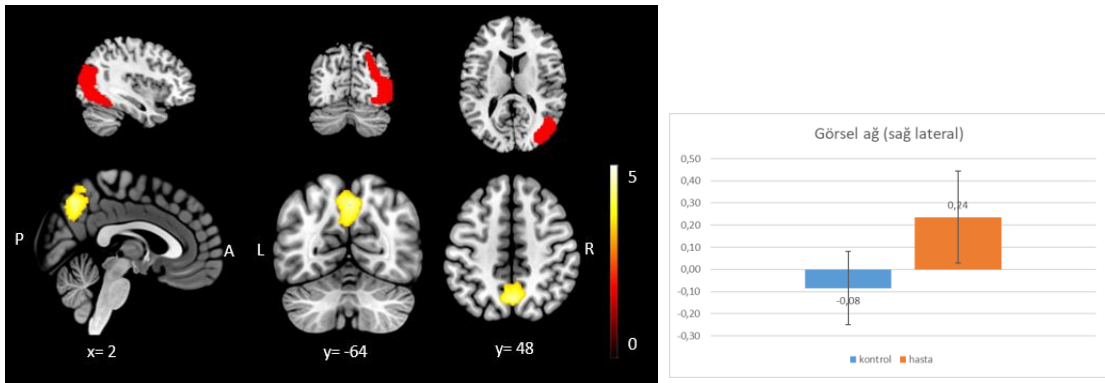 5
P
A
L
R
0
x= 2
y= -64
y= 48
Görsel ağ (sağ lateral)
0,50
0,40
0,30
0,20
0,10
0,00
-0,10
-0,20
-0,30
0,24
-0,08
kontrol
hasta